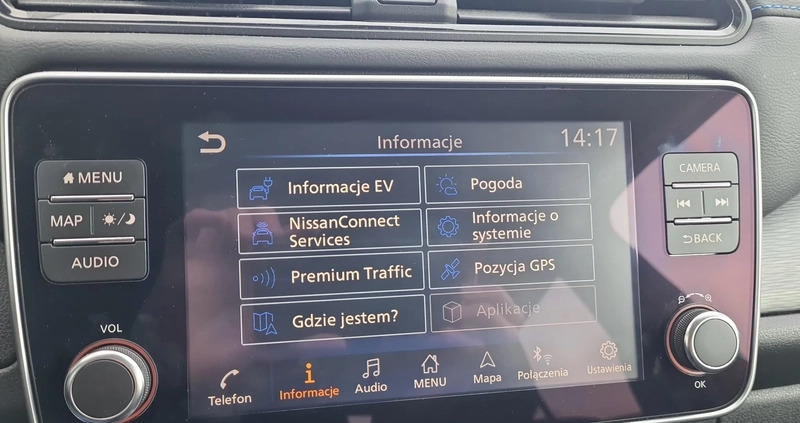 Informacje
14:17
MENU
MAP
AUDIO
Informacje EV
Pogoda
NissanConnect
Services
Informacje o
systemie
Premium Traffic
Pozycja GPS
Gdzie jestem?
Aplikacje
Telefon
Informacje
Audio
MENU
Mapa
Połączenia
Ustawienia
CAMERA
BACK
VOL
OK